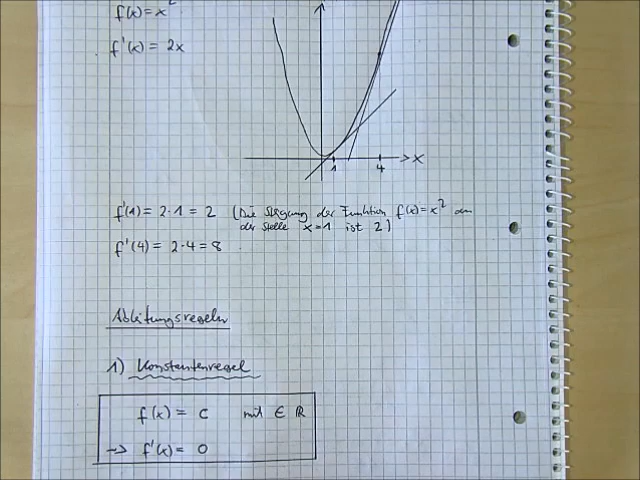 f(x) = x²
f'(x) = 2x
1 4 x
f'(1) = 2·1 = 2 (Die Steigung der Funktion f(x) = x² an
der Stelle x=1 ist 2)
f'(4) = 2·4 = 8
Ableitungsregeln
1) Konstantenregel
f(x) = c mit ∈ ℝ
→ f'(x) = 0